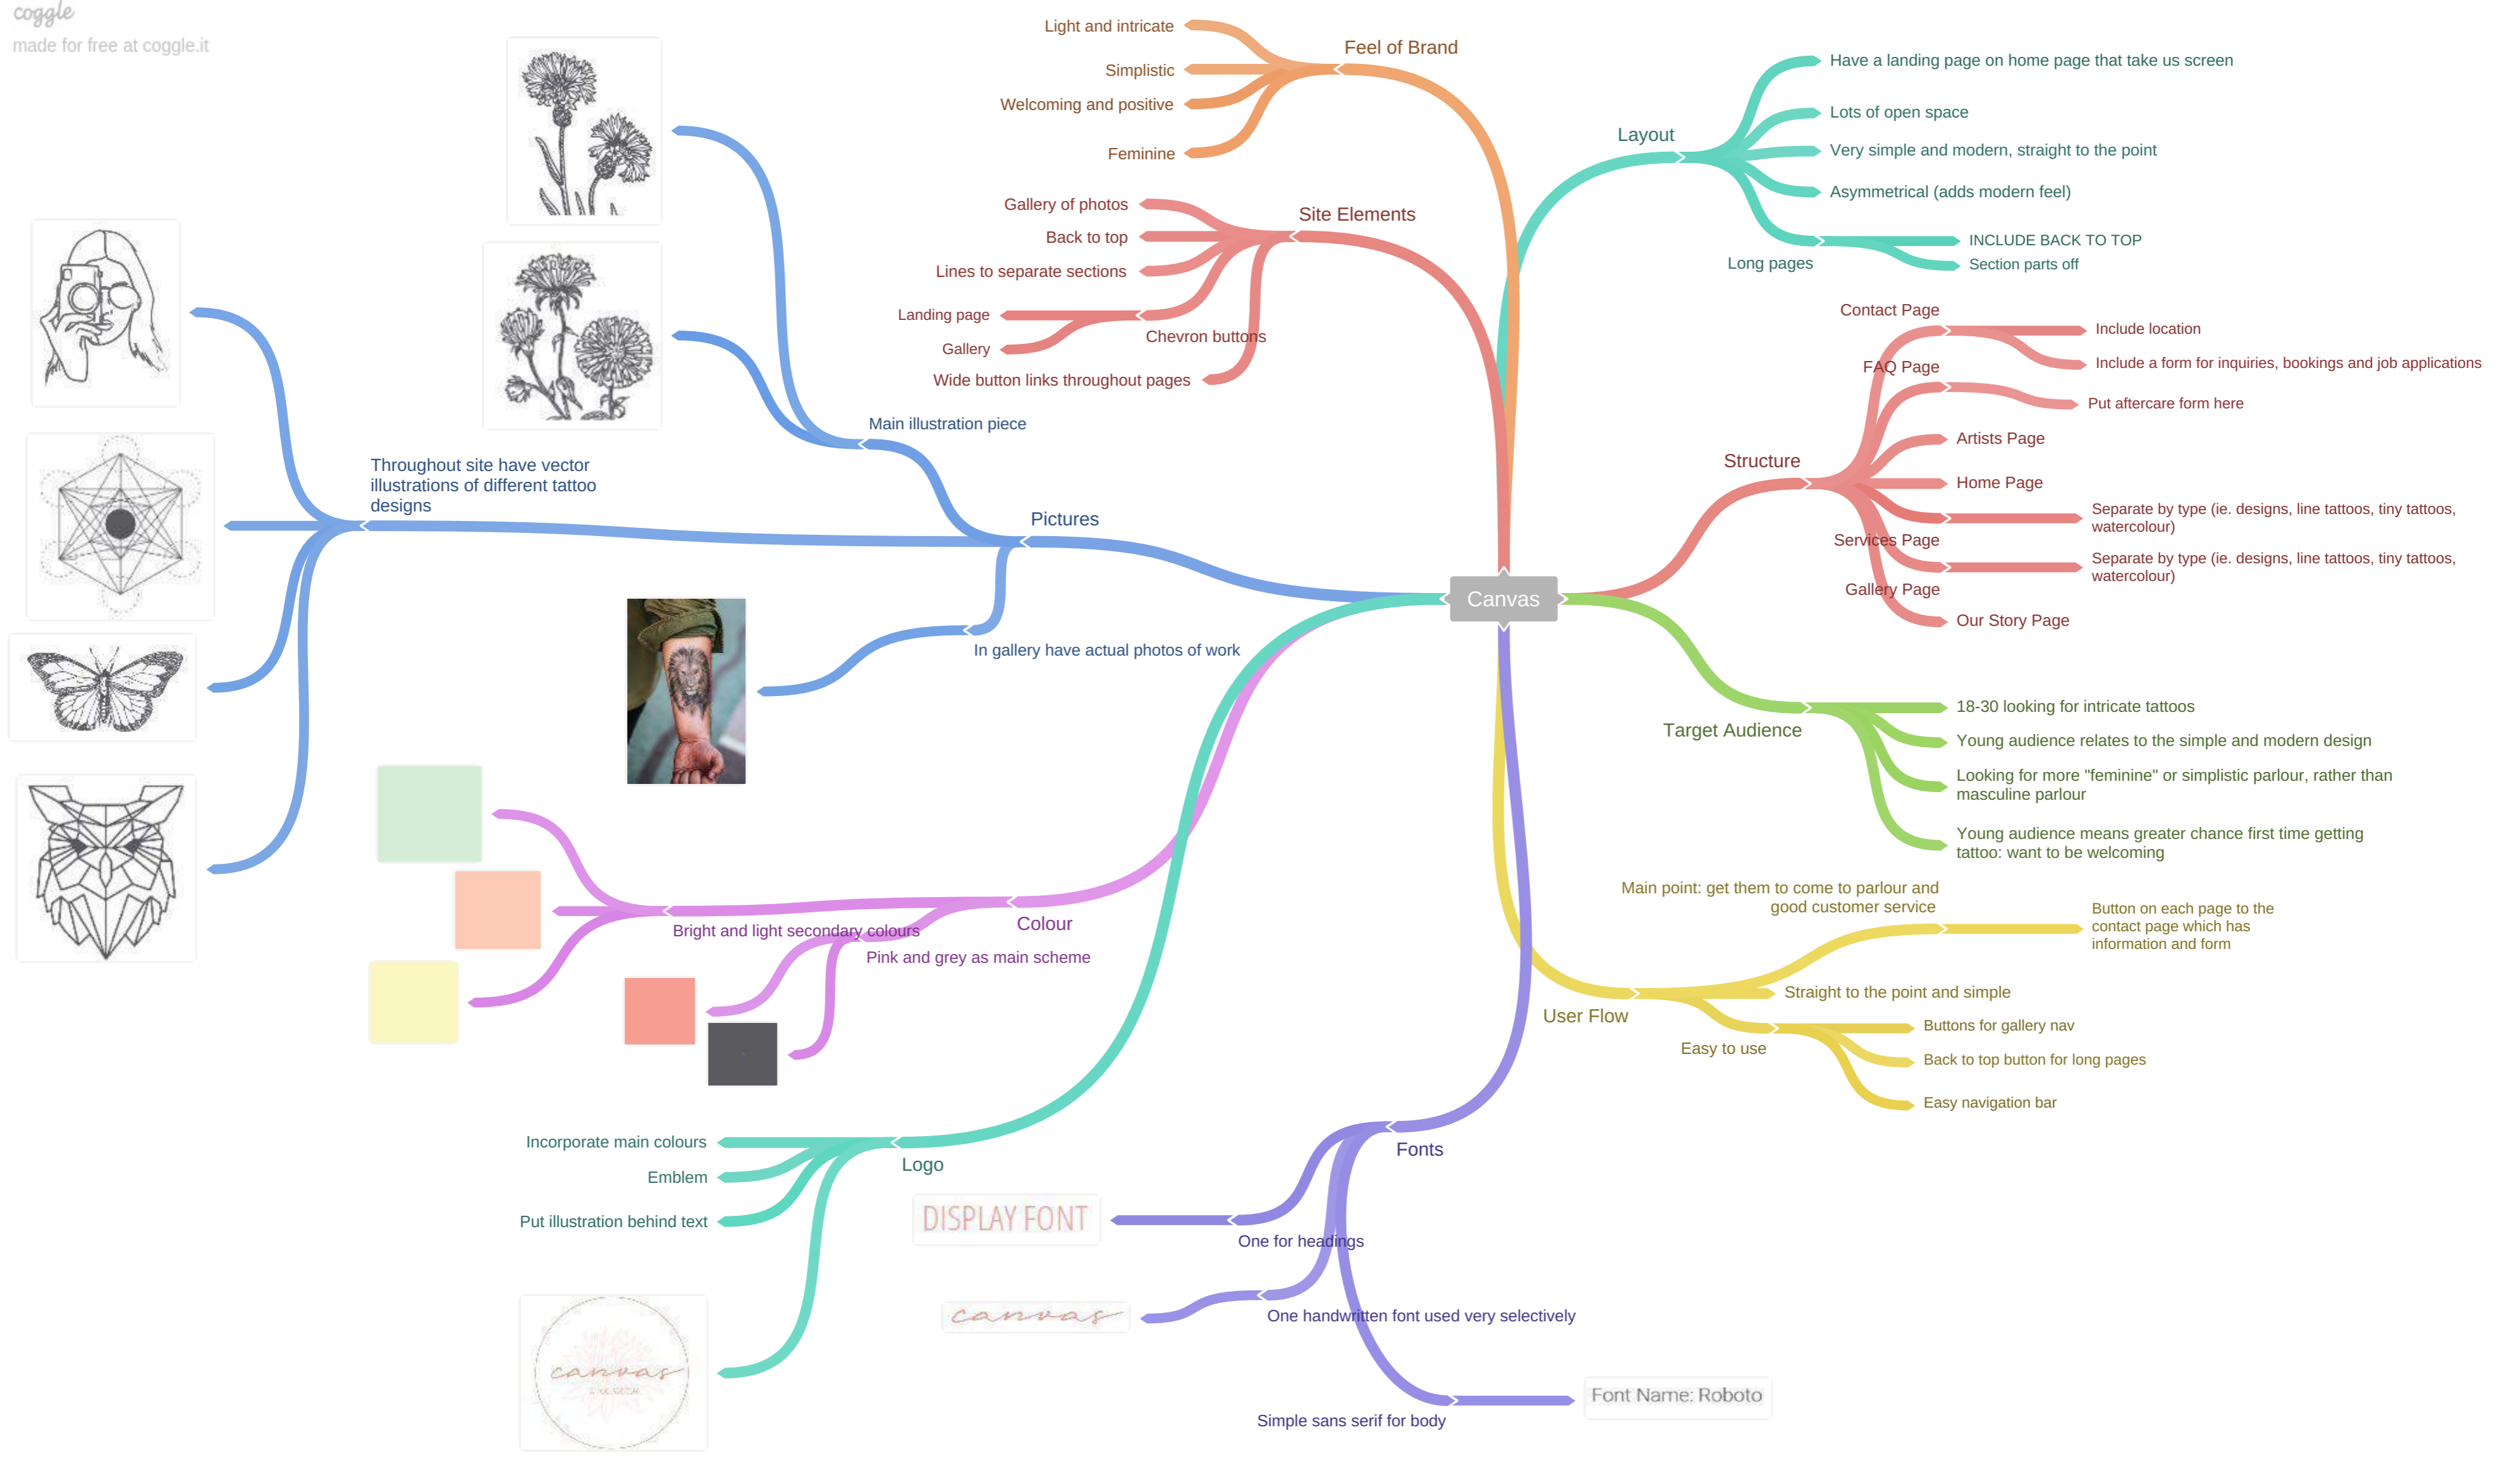 coggle
made for free at coggle.it
Canvas
Feel of Brand
Light and intricate
Simplistic
Welcoming and positive
Feminine
Site Elements
Gallery of photos
Back to top
Lines to separate sections
Chevron buttons
Landing page
Gallery
Wide button links throughout pages
Pictures
Main illustration piece
Throughout site have vector
illustrations of different tattoo
designs
In gallery have actual photos of work
Colour
Bright and light secondary colours
Pink and grey as main scheme
Logo
Incorporate main colours
Emblem
Put illustration behind text
canvas
Fonts
One for headings
DISPLAY FONT
One handwritten font used very selectively
canvas
Simple sans serif for body
Font Name: Roboto
Layout
Have a landing page on home page that take us screen
Lots of open space
Very simple and modern, straight to the point
Asymmetrical (adds modern feel)
Long pages
INCLUDE BACK TO TOP
Section parts off
Structure
Contact Page
Include location
Include a form for inquiries, bookings and job applications
FAQ Page
Put aftercare form here
Artists Page
Home Page
Services Page
Separate by type (ie. designs, line tattoos, tiny tattoos,
watercolour)
Gallery Page
Separate by type (ie. designs, line tattoos, tiny tattoos,
watercolour)
Our Story Page
Target Audience
18-30 looking for intricate tattoos
Young audience relates to the simple and modern design
Looking for more "feminine" or simplistic parlour, rather than
masculine parlour
Young audience means greater chance first time getting
tattoo: want to be welcoming
User Flow
Main point: get them to come to parlour and
good customer service
Button on each page to the
contact page which has
information and form
Straight to the point and simple
Easy to use
Buttons for gallery nav
Back to top button for long pages
Easy navigation bar